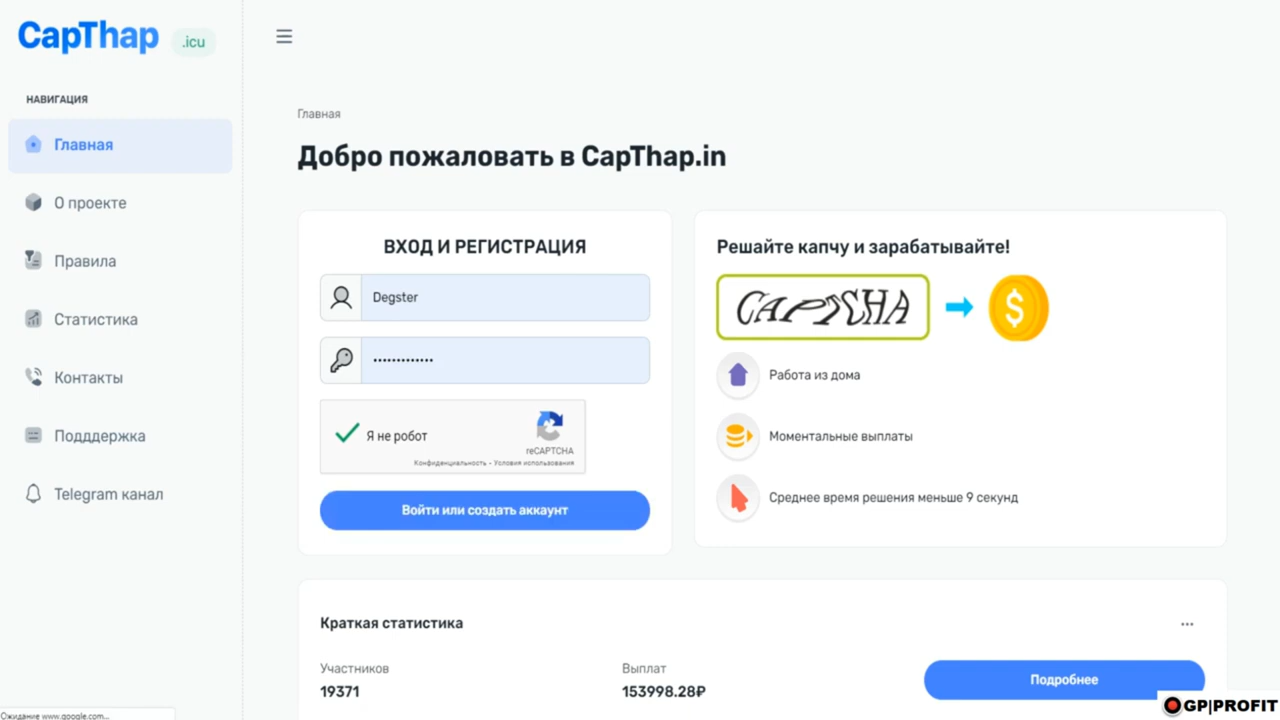 CapThap .icu
НАВИГАЦИЯ
Главная
О проекте
Правила
Статистика
Контакты
Подддержка
Telegram канал
Главная
Добро пожаловать в CapThap.in
ВХОД И РЕГИСТРАЦИЯ
Degster
•••••••••••••
Я не робот
reCAPTCHA
Конфиденциальность - Условия использования
Войти или создать аккаунт
Решайте капчу и зарабатывайте!
CAPTCHA
$
Работа из дома
Моментальные выплаты
Среднее время решения меньше 9 секунд
Краткая статистика
Участников
19371
Выплат
153998.28₽
Подробнее
Ожидание www.google.com...
GP|PROFIT